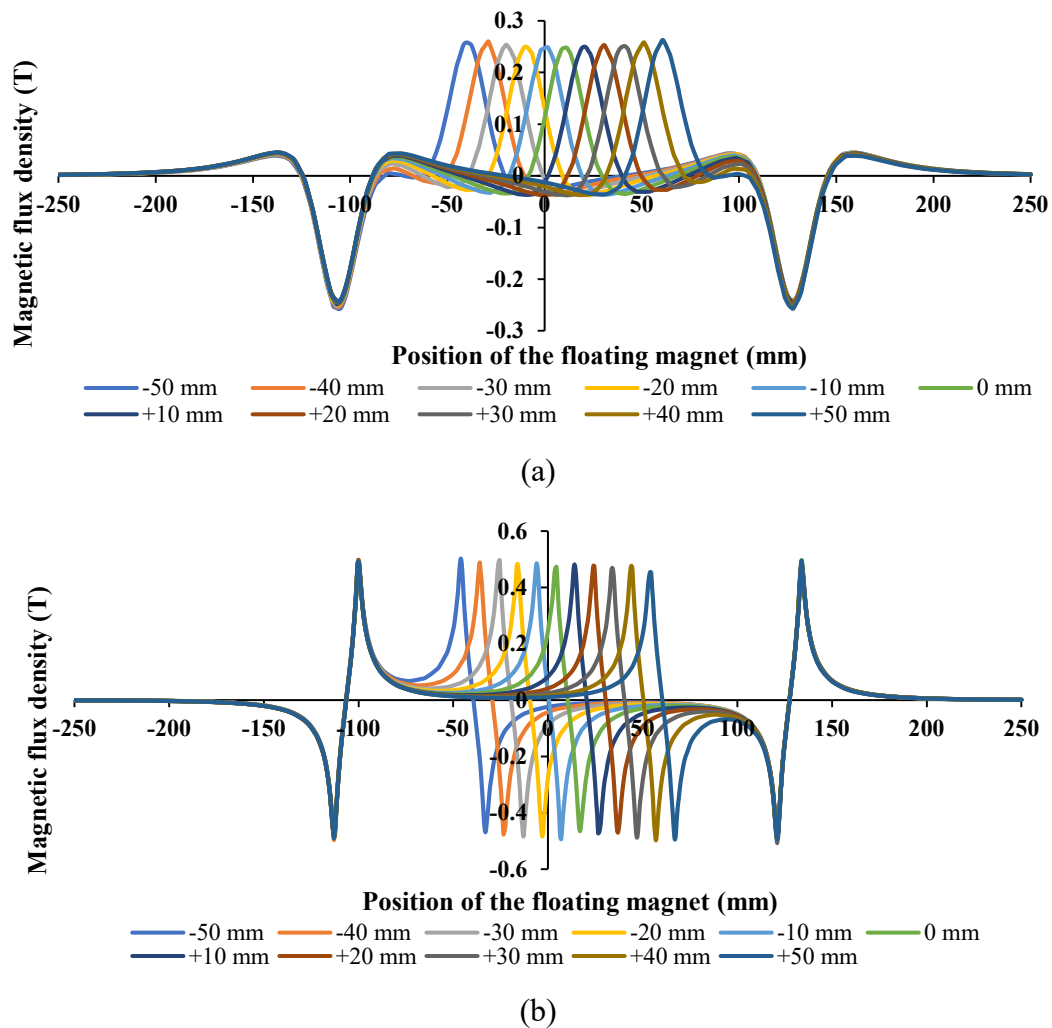 Magnetic flux density (T)
0.3
0.2
0.1
0
-0.1
-0.2
-0.3
-250 -200 -150 -100 -50 0 50 100 150 200 250
Position of the floating magnet (mm)
-50 mm -40 mm -30 mm -20 mm -10 mm 0 mm
+10 mm +20 mm +30 mm +40 mm +50 mm
(a)
Magnetic flux density (T)
0.6
0.4
0.2
0
-0.2
-0.4
-0.6
-250 -200 -150 -100 -50 0 50 100 150 200 250
Position of the floating magnet (mm)
-50 mm -40 mm -30 mm -20 mm -10 mm 0 mm
+10 mm +20 mm +30 mm +40 mm +50 mm
(b)